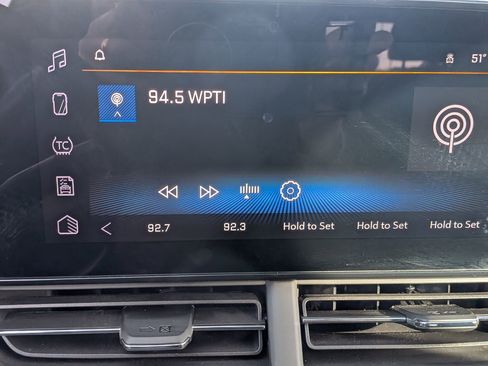 51°
94.5 WPTI
TC
92.7 92.3 Hold to Set Hold to Set Hold to Set